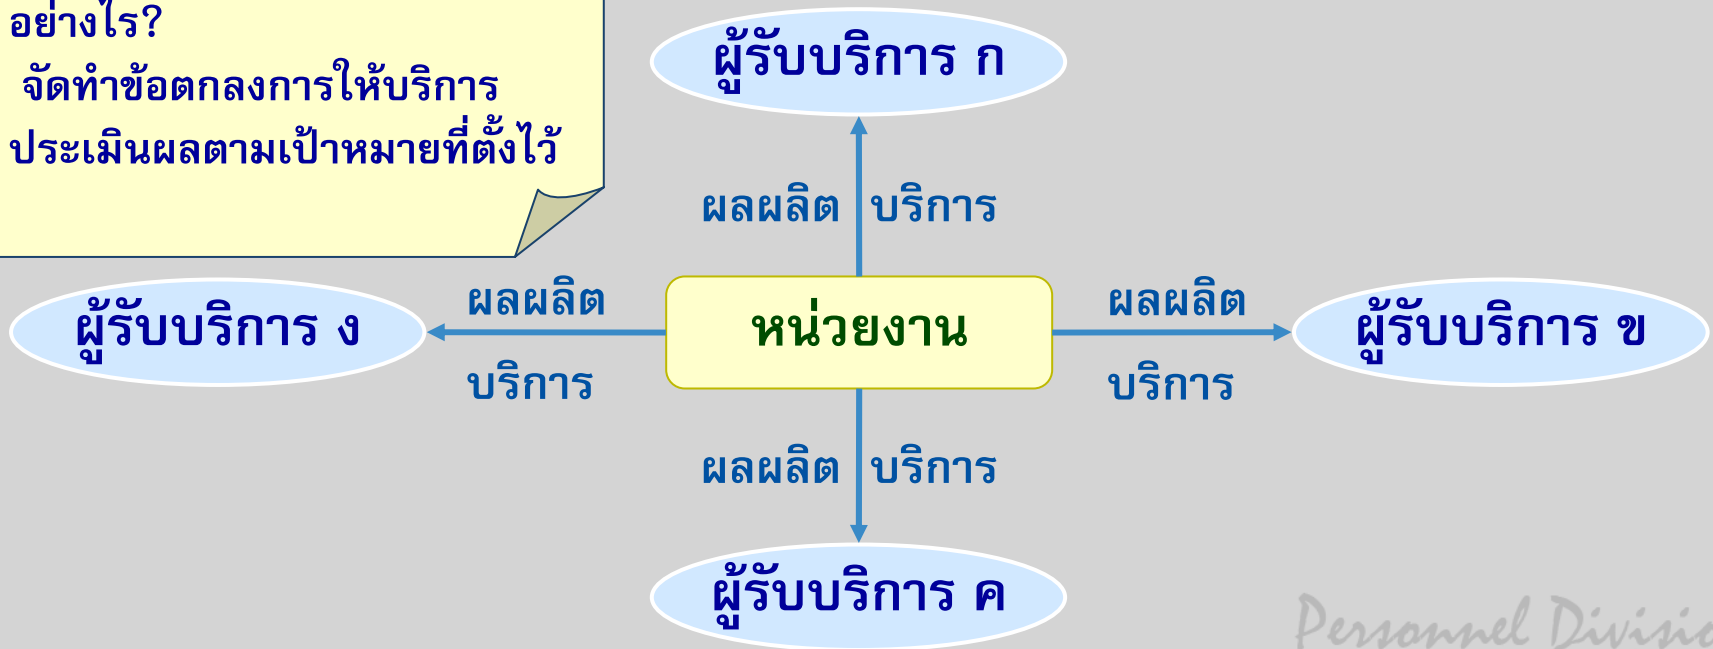 อย่างไร?
จัดทำข้อตกลงการให้บริการ
ประเมินผลตามเป้าหมายที่ตั้งไว้
ผู้รับบริการ ก
ผลผลิต บริการ
ผู้รับบริการ ง
ผลผลิต
บริการ
หน่วยงาน
ผลผลิต
บริการ
ผู้รับบริการ ข
ผลผลิต บริการ
ผู้รับบริการ ค
Personnel Divisio